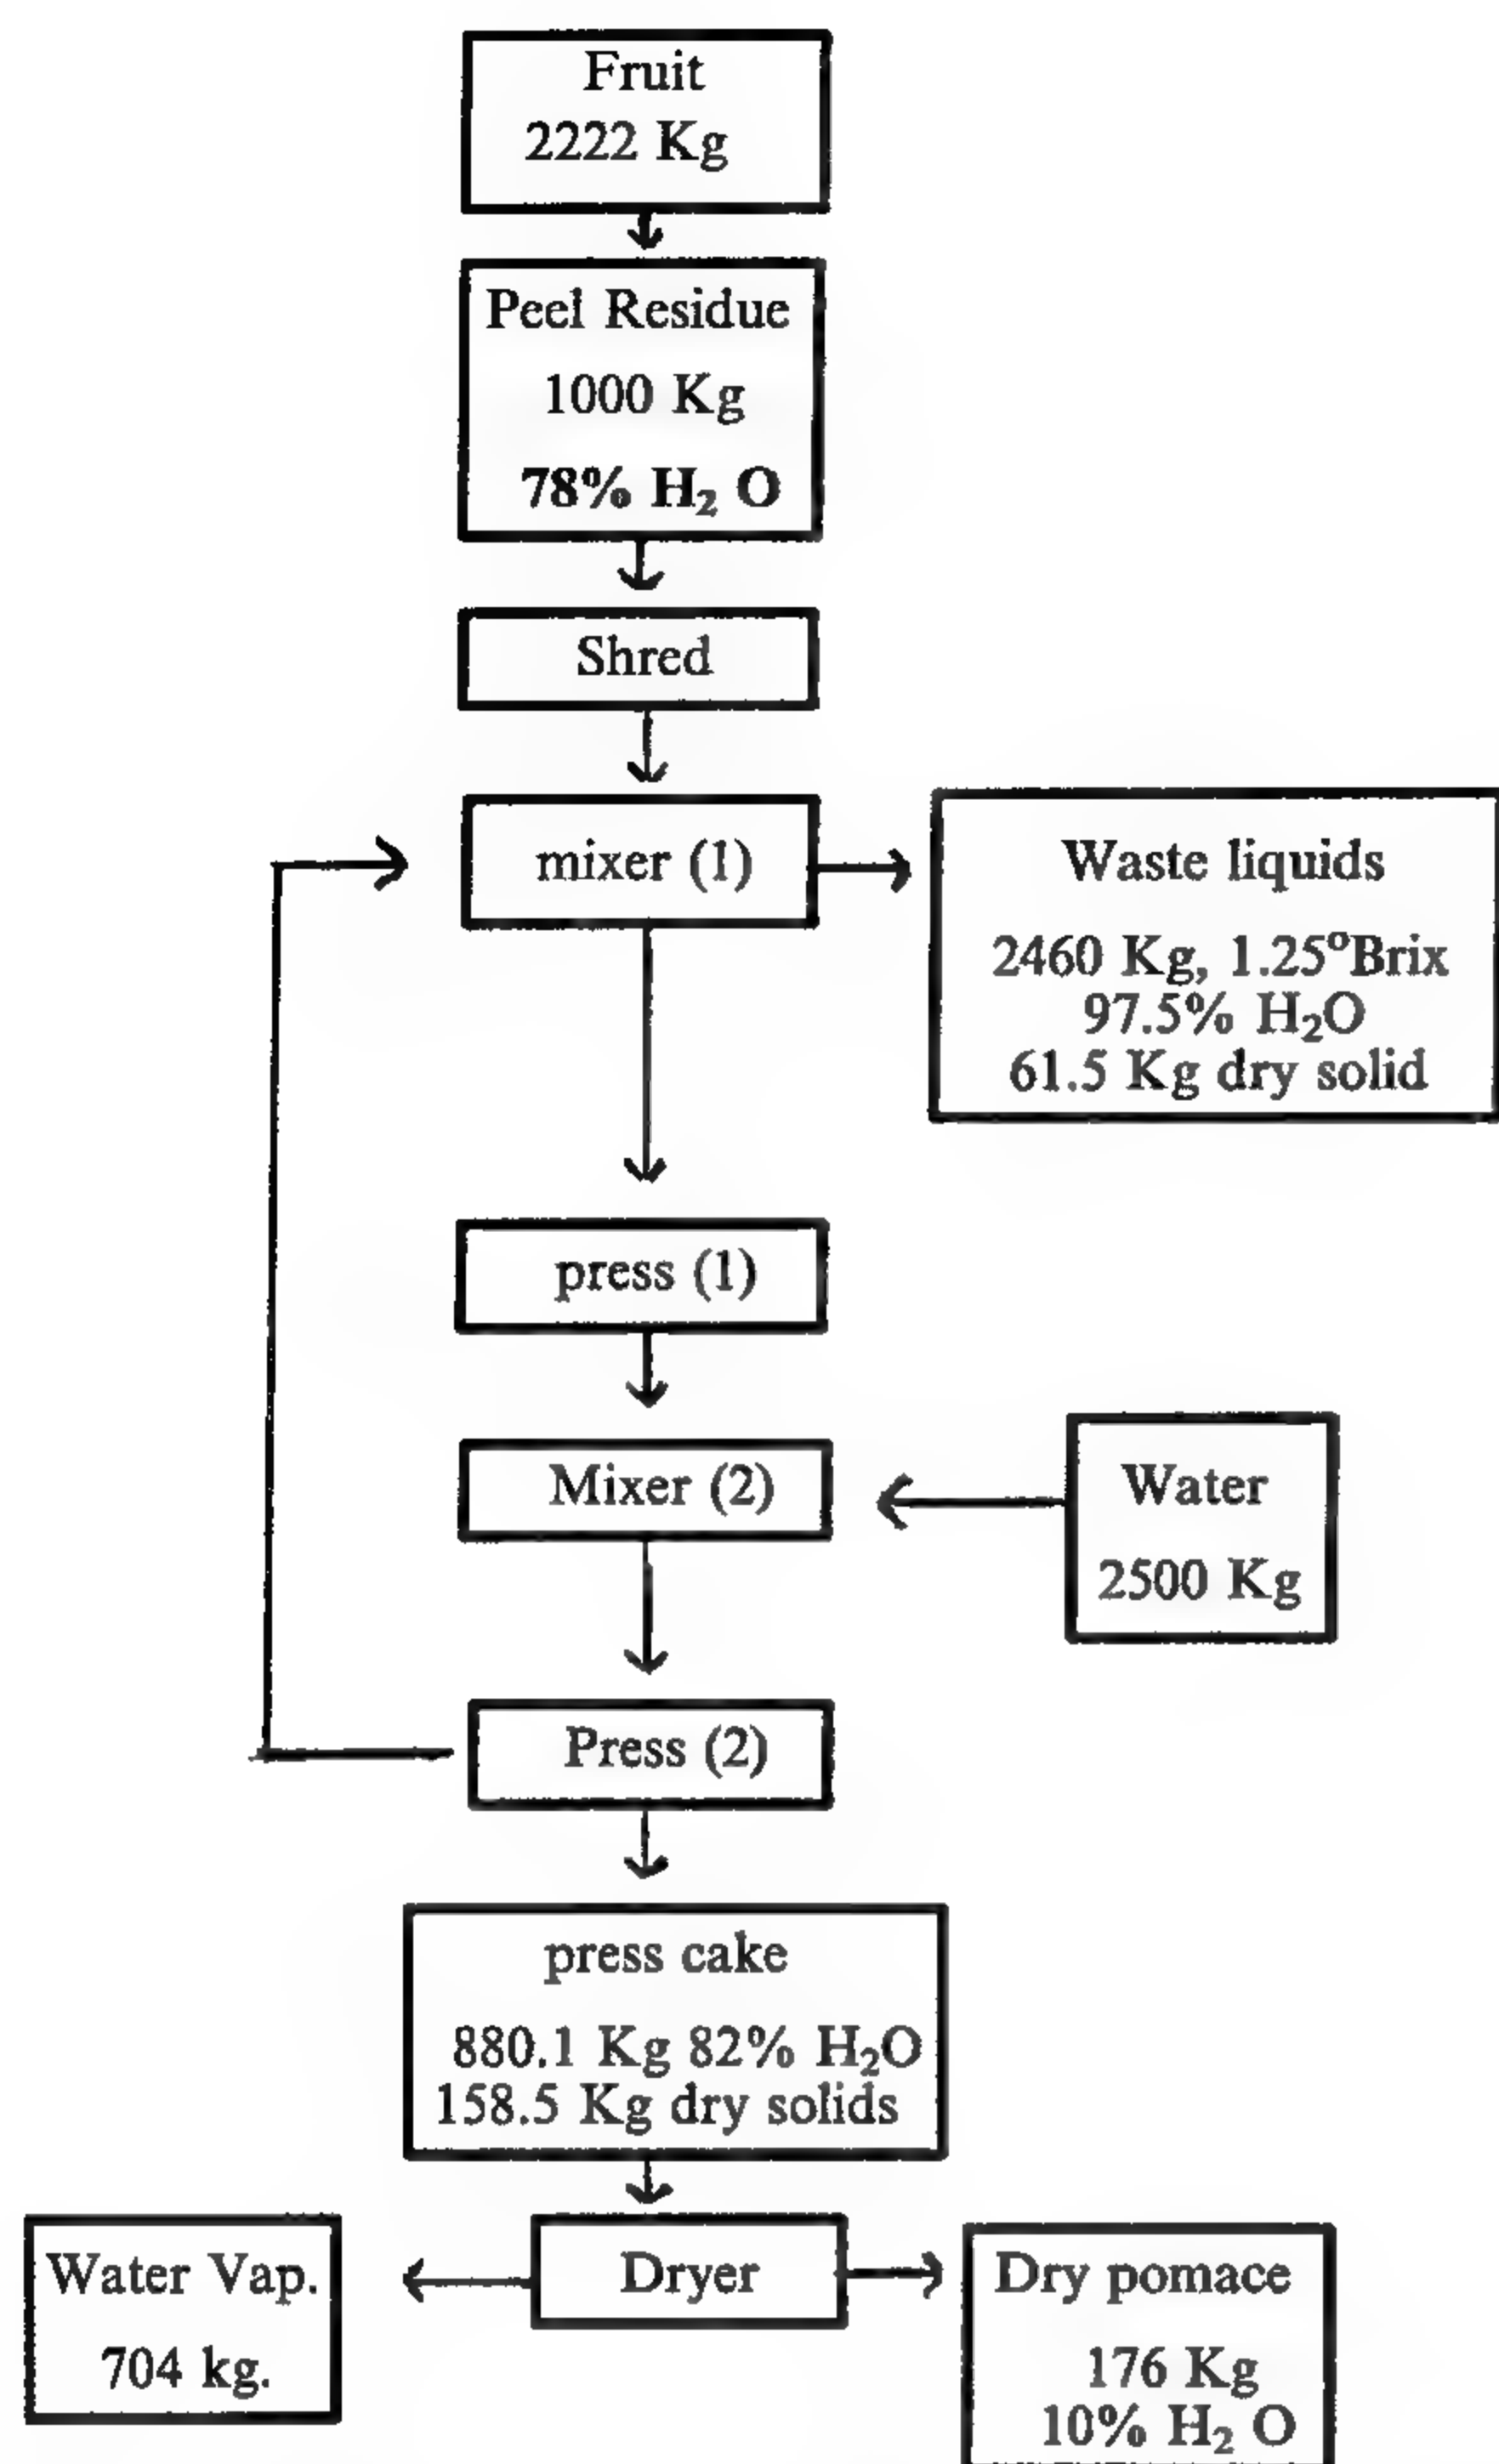 Fruit
2222 Kg
Peel Residue
1000 Kg
78% H₂ O
Shred
mixer (1)
Waste liquids
2460 Kg, 1.25°Brix
97.5% H₂O
61.5 Kg dry solid
press (1)
Mixer (2)
Water
2500 Kg
Press (2)
press cake
880.1 Kg 82% H₂O
158.5 Kg dry solids
Water Vap.
704 kg.
Dryer
Dry pomace
176 Kg
10% H₂ O